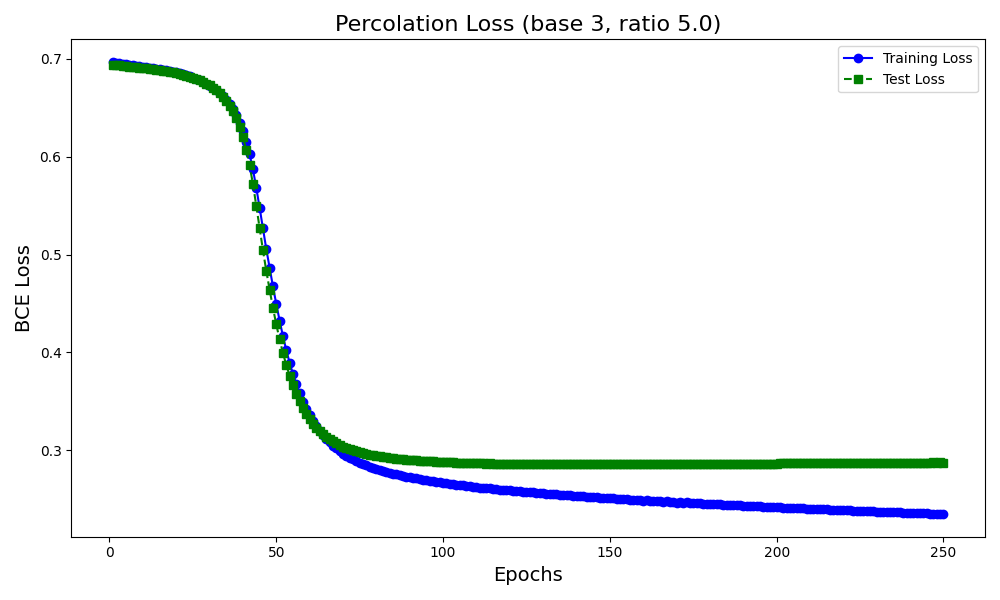 Percolation Loss (base 3, ratio 5.0)
Training Loss
Test Loss
BCE Loss
0.7
0.6
0.5
0.4
0.3
0 50 100 150 200 250
Epochs